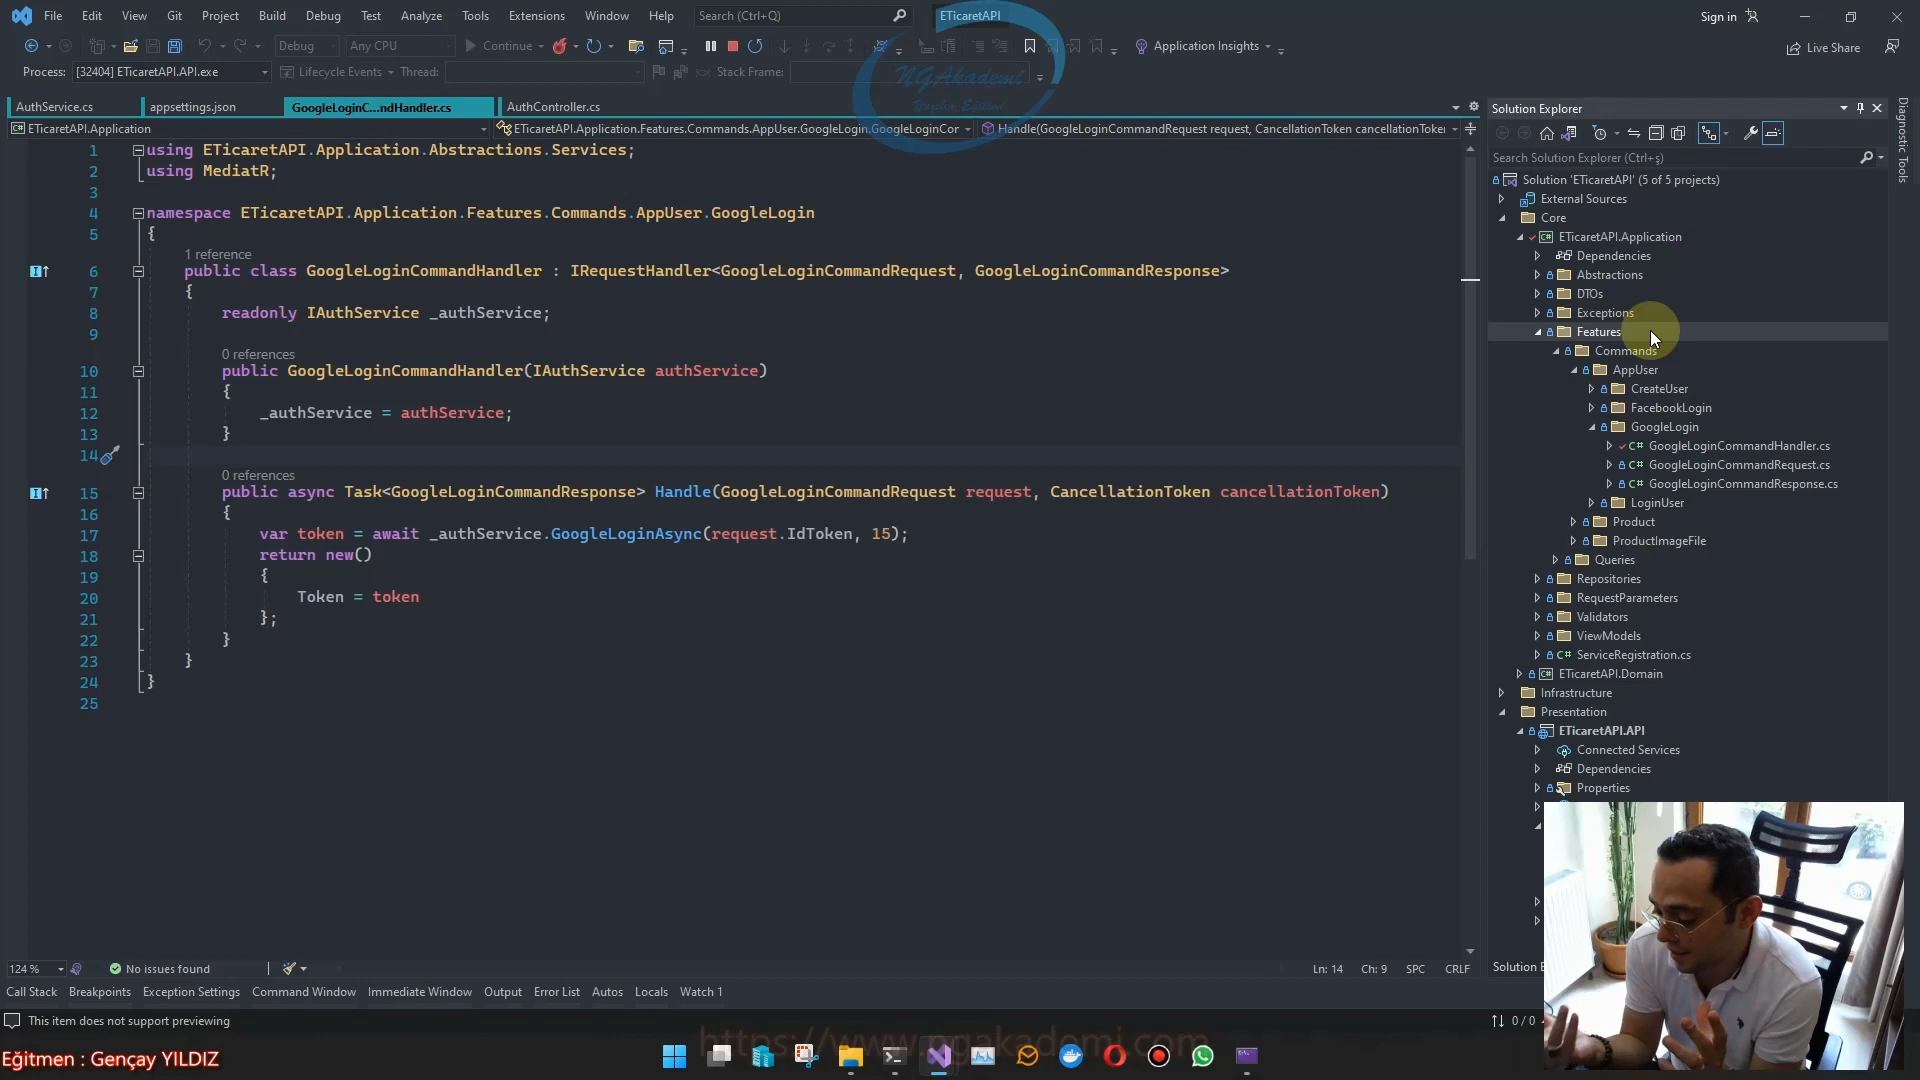 File Edit View Git Project Build Debug Test Analyze Tools Extensions Window Help Search (Ctrl+Q) ETicaretAPI Sign in
Debug Any CPU Continue Application Insights Live Share
Process: [32404] ETicaretAPI.API.exe Lifecycle Events Thread: Stack Frame:
NGAkademi
AuthService.cs appsettings.json GoogleLoginC...ndHandler.cs AuthController.cs
ETicaretAPI.Application ETicaretAPI.Application.Features.Commands.AppUser.GoogleLogin.GoogleLoginCor Handle(GoogleLoginCommandRequest request, CancellationToken cancellationToke
1 using ETicaretAPI.Application.Abstractions.Services;
2 using MediatR;
3
4 namespace ETicaretAPI.Application.Features.Commands.AppUser.GoogleLogin
5 {
1 reference
6 public class GoogleLoginCommandHandler : IRequestHandler<GoogleLoginCommandRequest, GoogleLoginCommandResponse>
7 {
8 readonly IAuthService _authService;
9
0 references
10 public GoogleLoginCommandHandler(IAuthService authService)
11 {
12 _authService = authService;
13 }
14
0 references
15 public async Task<GoogleLoginCommandResponse> Handle(GoogleLoginCommandRequest request, CancellationToken cancellationToken)
16 {
17 var token = await _authService.GoogleLoginAsync(request.IdToken, 15);
18 return new()
19 {
20 Token = token
21 };
22 }
23 }
24 }
25
Solution Explorer
Search Solution Explorer (Ctrl+ş)
Solution 'ETicaretAPI' (5 of 5 projects)
External Sources
Core
ETicaretAPI.Application
Dependencies
Abstractions
DTOs
Exceptions
Features
Commands
AppUser
CreateUser
FacebookLogin
GoogleLogin
C# GoogleLoginCommandHandler.cs
C# GoogleLoginCommandRequest.cs
C# GoogleLoginCommandResponse.cs
LoginUser
Product
ProductImageFile
Queries
Repositories
RequestParameters
Validators
ViewModels
C# ServiceRegistration.cs
ETicaretAPI.Domain
Infrastructure
Presentation
ETicaretAPI.API
Connected Services
Dependencies
Properties
Diagnostic Tools
124 % No issues found Ln: 14 Ch: 9 SPC CRLF Solution E
Call Stack Breakpoints Exception Settings Command Window Immediate Window Output Error List Autos Locals Watch 1
This item does not support previewing 0 / 0
https://www.ngakademi.com
Eğitmen : Gençay YILDIZ